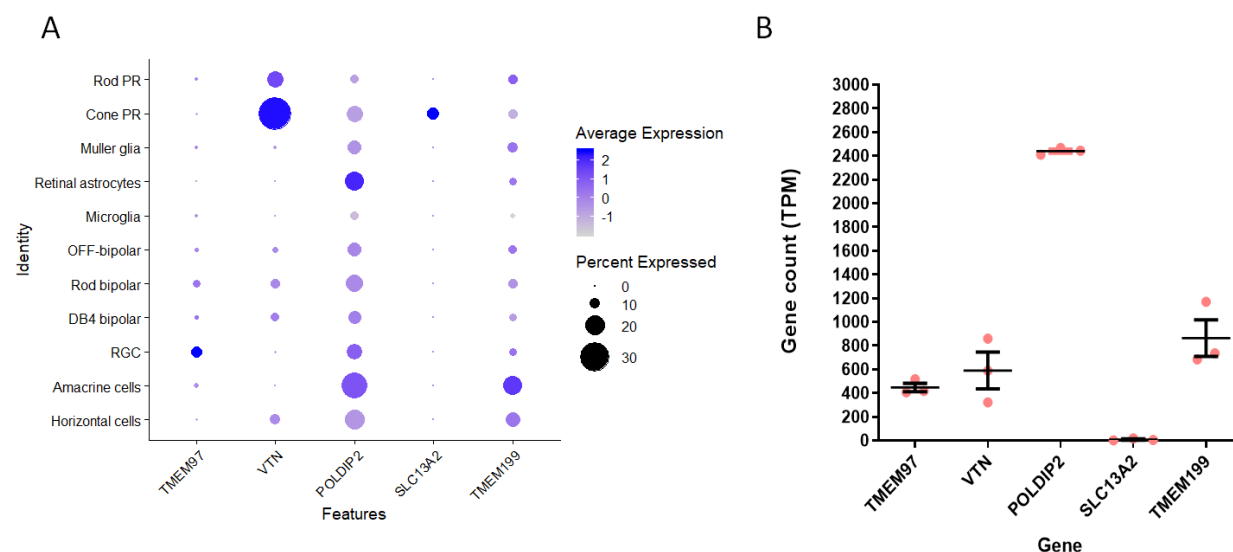 A
Rod PR
Cone PR
Muller glia
Retinal astrocytes
Microglia
OFF-bipolar
Rod bipolar
DB4 bipolar
RGC
Amacrine cells
Horizontal cells
Identity
TMEM97
VTN
POLDIP2
SLC13A2
TMEM199
Features
Average Expression
2
1
0
-1
Percent Expressed
0
10
20
30
B
3000
2800
2600
2400
2200
2000
1800
1600
1400
1200
1000
800
600
400
200
0
Gene count (TPM)
TMEM97
VTN
POLDIP2
SLC13A2
TMEM199
Gene